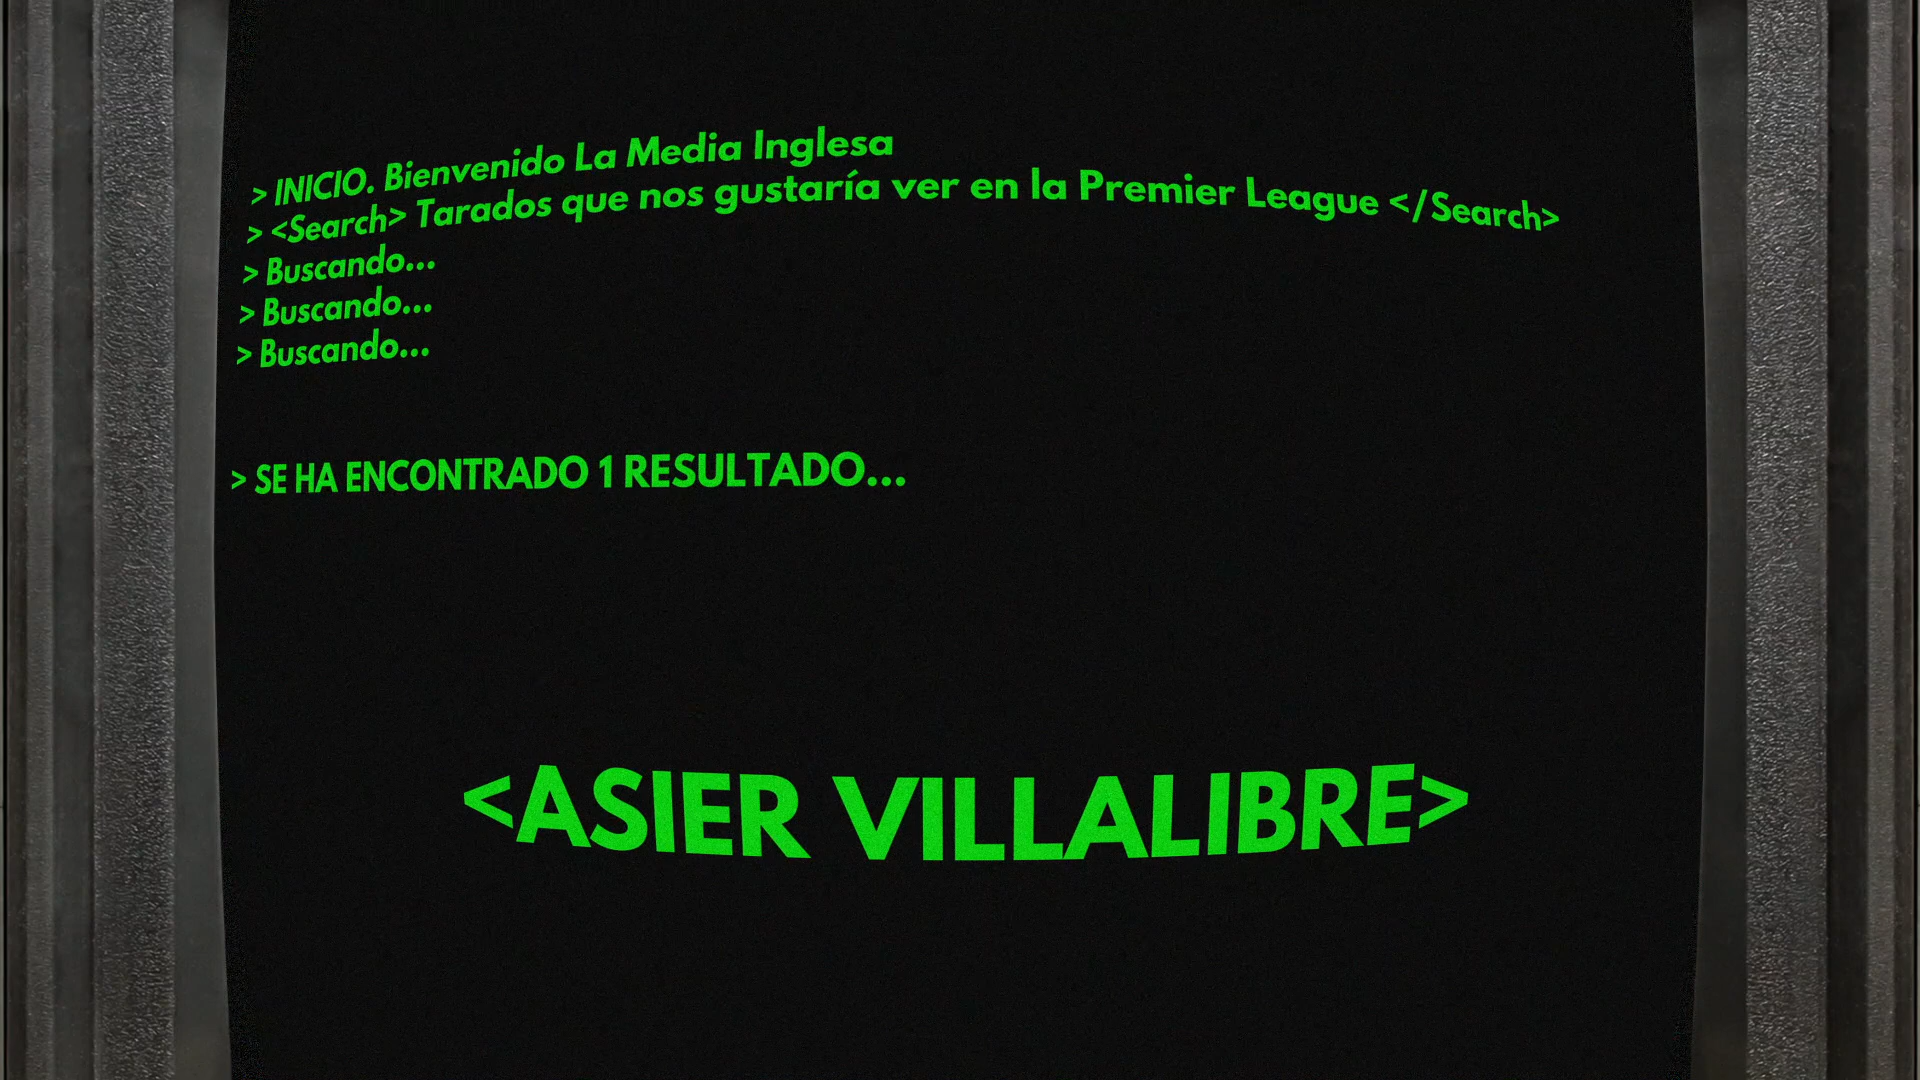 > INICIO. Bienvenido La Media Inglesa
> <Search> Tarados que nos gustaría ver en la Premier League </Search>
> Buscando...
> Buscando...
> Buscando...
> SE HA ENCONTRADO 1 RESULTADO...
<ASIER VILLALIBRE>